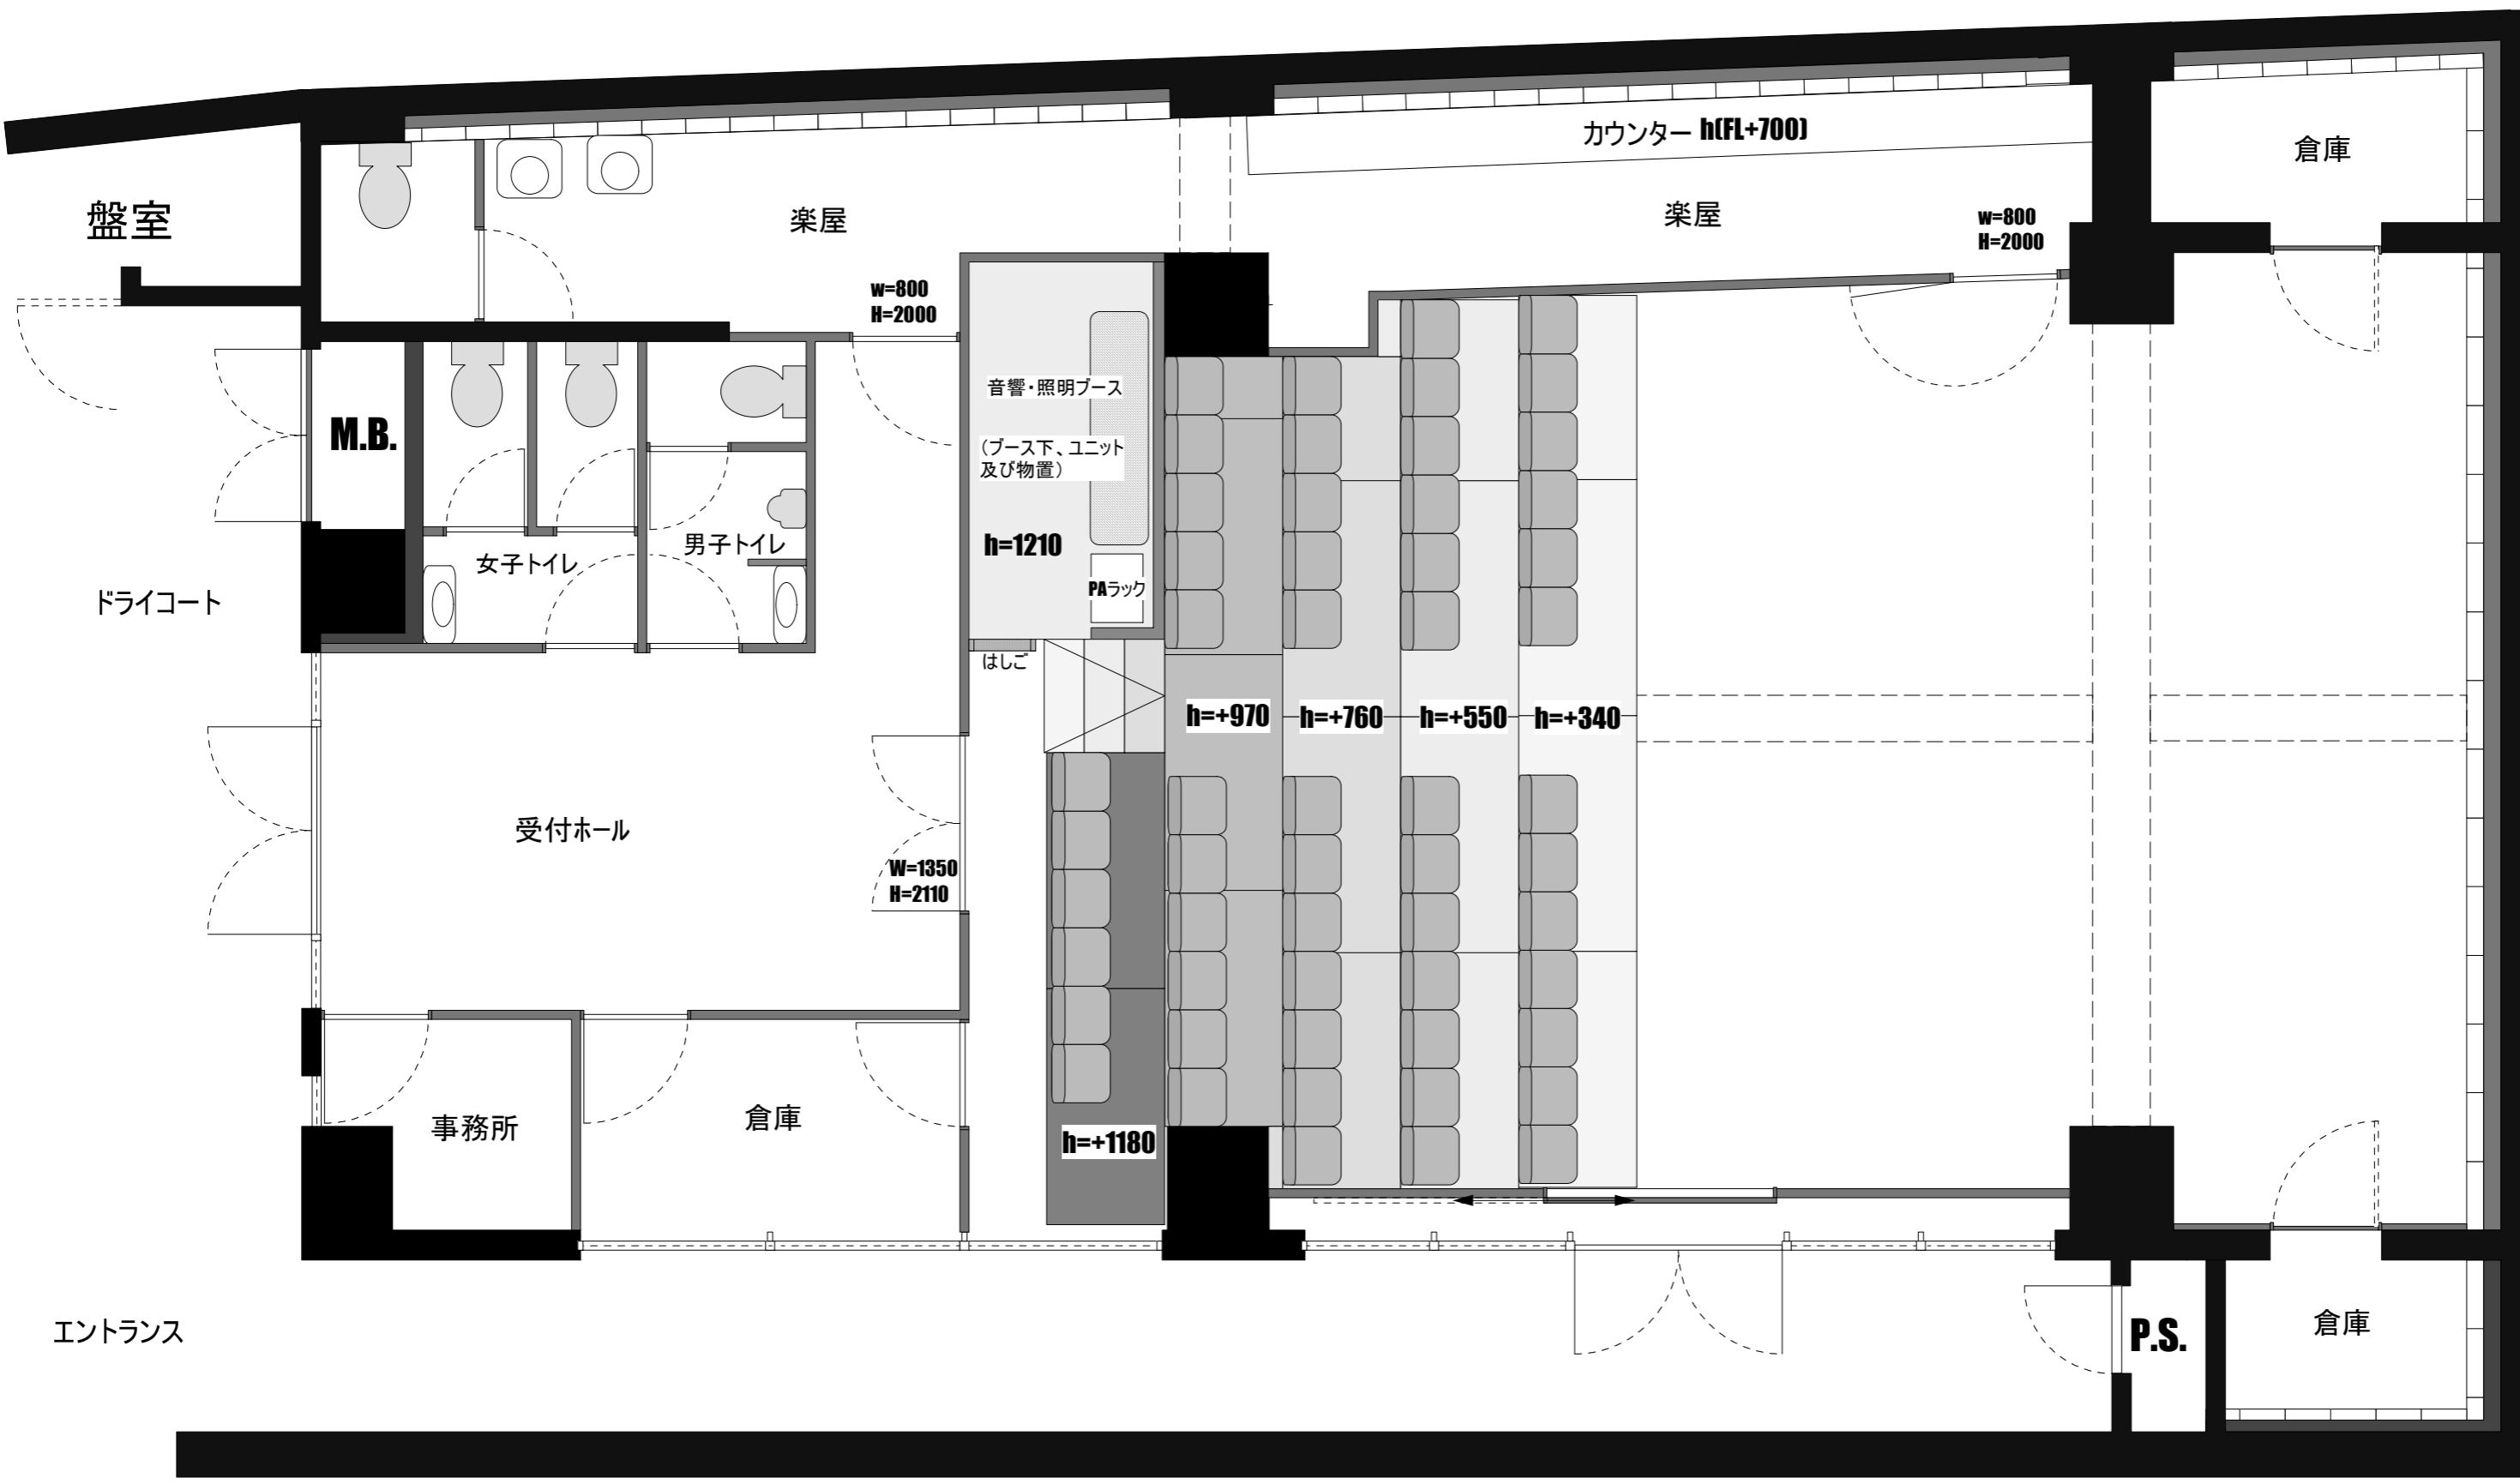 カウンター h(FL+700)
倉庫
盤室
楽屋
楽屋
w=800
H=2000
w=800
H=2000
音響・照明ブース
M.B.
(ブース下、ユニット
及び物置)
h=1210
男子トイレ
女子トイレ
PAラック
ドライコート
はしご
h=+970
h=+760
h=+550
h=+340
受付ホール
W=1350
H=2110
事務所
倉庫
h=+1180
エントランス
P.S.
倉庫